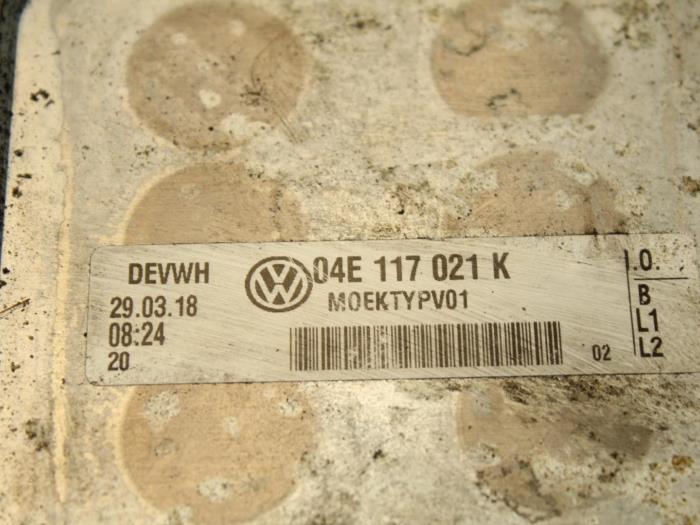 DEVWH
04E 117 021 K
29.03.18
MOEKTYPV01
08:24
20
02
I.O.
B
L1
L2